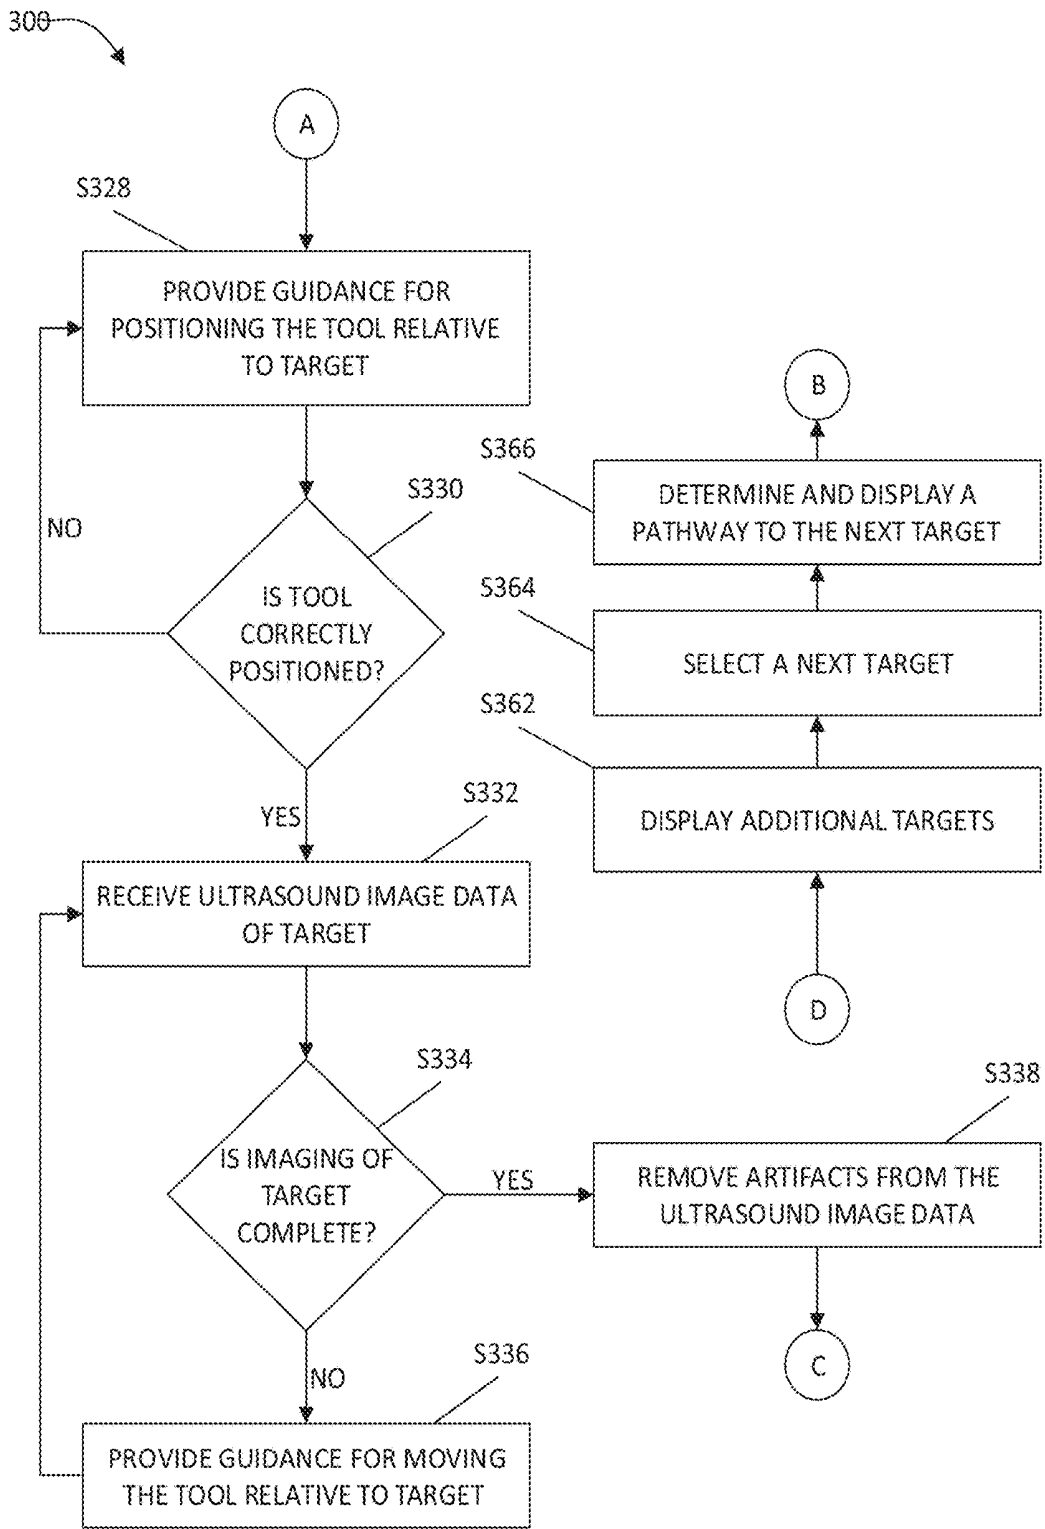 300
A
S328
PROVIDE GUIDANCE FOR
POSITIONING THE TOOL RELATIVE
TO TARGET
NO
S330
IS TOOL
CORRECTLY
POSITIONED?
YES
S332
RECEIVE ULTRASOUND IMAGE DATA
OF TARGET
S334
IS IMAGING OF
TARGET
COMPLETE?
YES
NO
S336
PROVIDE GUIDANCE FOR MOVING
THE TOOL RELATIVE TO TARGET
B
S366
DETERMINE AND DISPLAY A
PATHWAY TO THE NEXT TARGET
S364
SELECT A NEXT TARGET
S362
DISPLAY ADDITIONAL TARGETS
D
S338
REMOVE ARTIFACTS FROM THE
ULTRASOUND IMAGE DATA
C